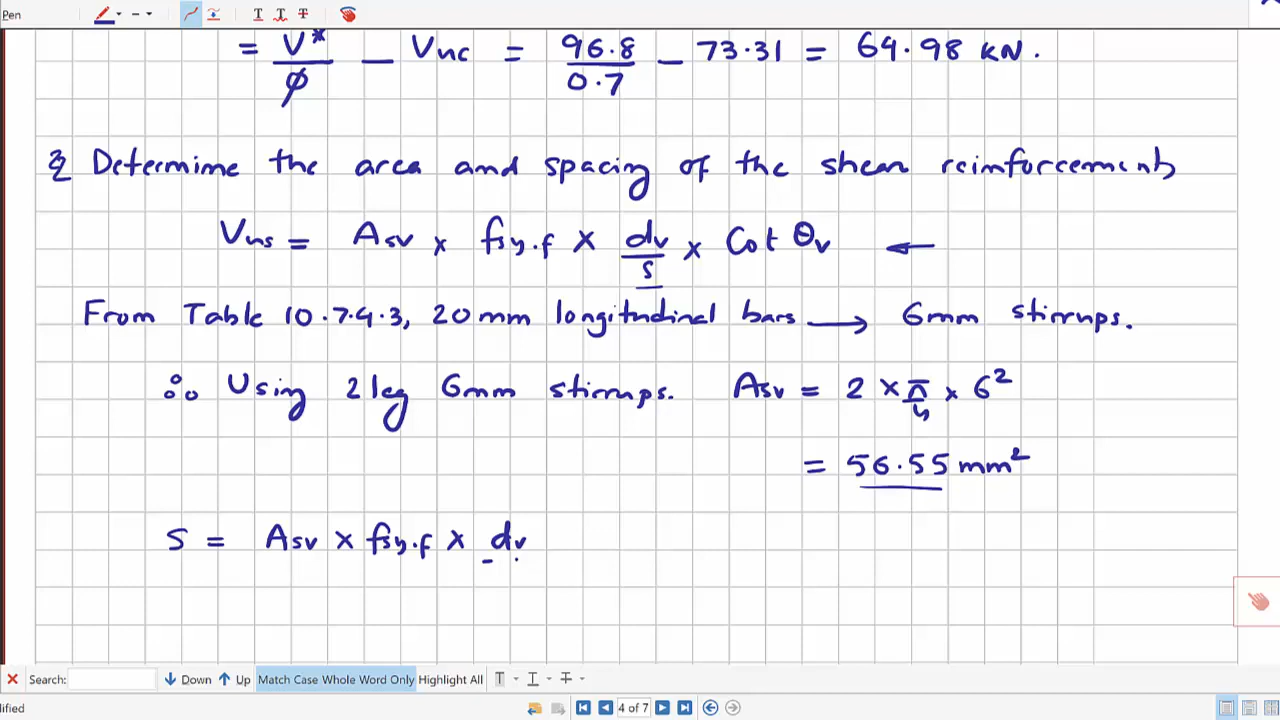 Pen
= V* / φ − Vuc = 96.8 / 0.7 − 73.31 = 64.98 kN.
2 Determine the area and spacing of the shear reinforcements
Vus = Asv × fsy.f × dv / s × Cot θv ←
From Table 10.7.4.3, 20mm longitudinal bars → 6mm stirrups.
∴ Using 2 leg 6mm stirrups. Asv = 2 × π/4 × 6²
= 56.55 mm²
S = Asv × fsy.f × dv
Search: Down Up Match Case Whole Word Only Highlight All
4 of 7
ified